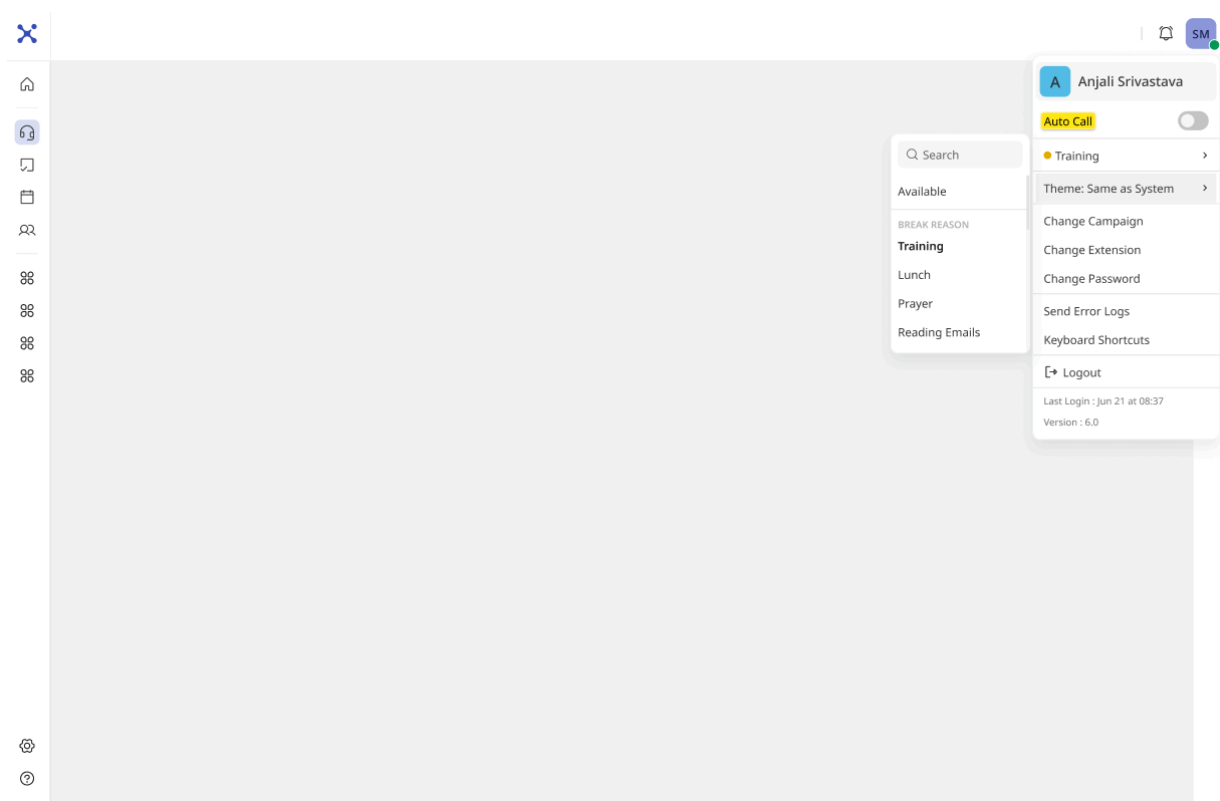 SM
A Anjali Srivastava
Auto Call
Training
Theme: Same as System
Change Campaign
Change Extension
Change Password
Send Error Logs
Keyboard Shortcuts
Logout
Last Login : Jun 21 at 08:37
Version : 6.0
Search
Available
BREAK REASON
Training
Lunch
Prayer
Reading Emails